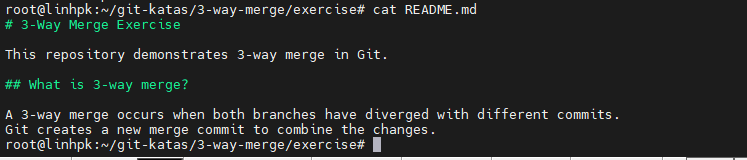 root@linhpk:~/git-katas/3-way-merge/exercise# cat README.md
# 3-Way Merge Exercise
This repository demonstrates 3-way merge in Git.
## What is 3-way merge?
A 3-way merge occurs when both branches have diverged with different commits.
Git creates a new merge commit to combine the changes.
root@linhpk:~/git-katas/3-way-merge/exercise#